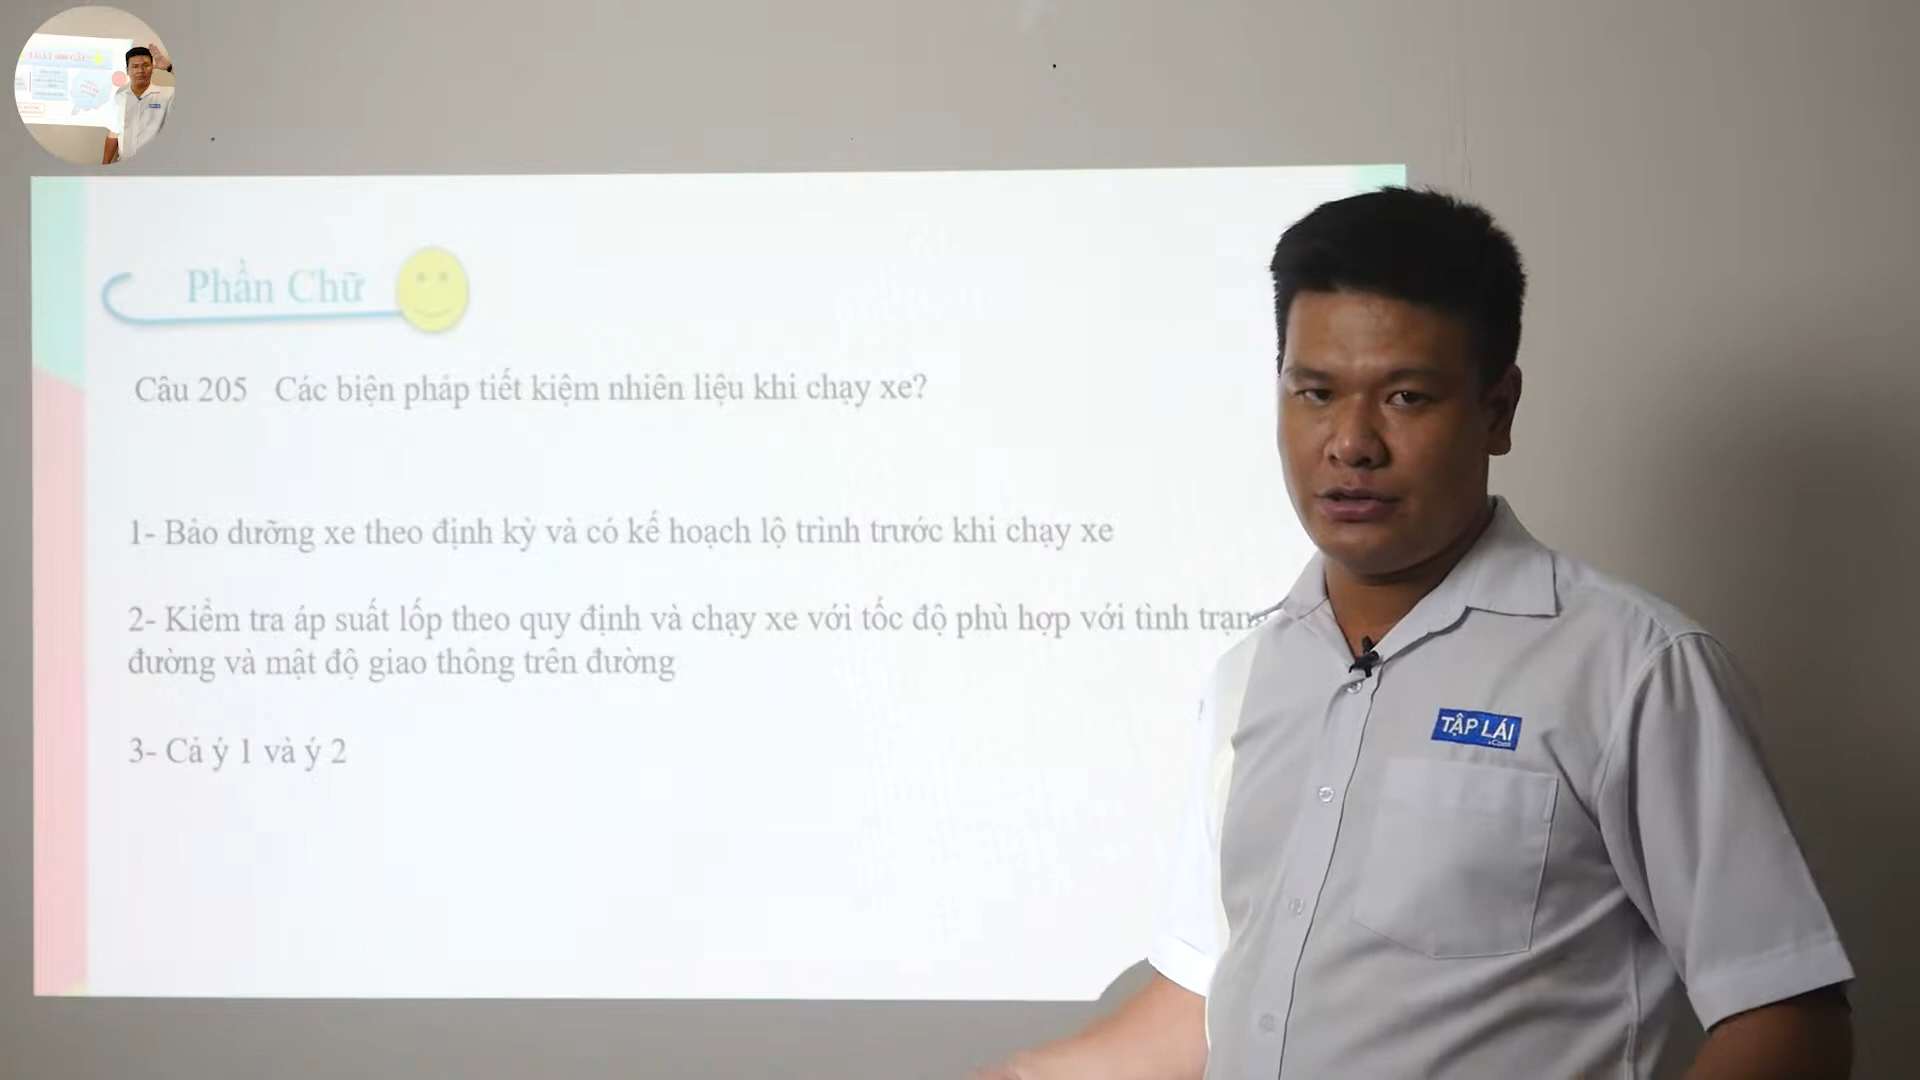 Phần Chữ
Câu 205 Các biện pháp tiết kiệm nhiên liệu khi chạy xe?
1- Bảo dưỡng xe theo định kỳ và có kế hoạch lộ trình trước khi chạy xe
2- Kiểm tra áp suất lốp theo quy định và chạy xe với tốc độ phù hợp với tình trạng
đường và mật độ giao thông trên đường
3- Cả ý 1 và ý 2
TẬP LÁI
.Com